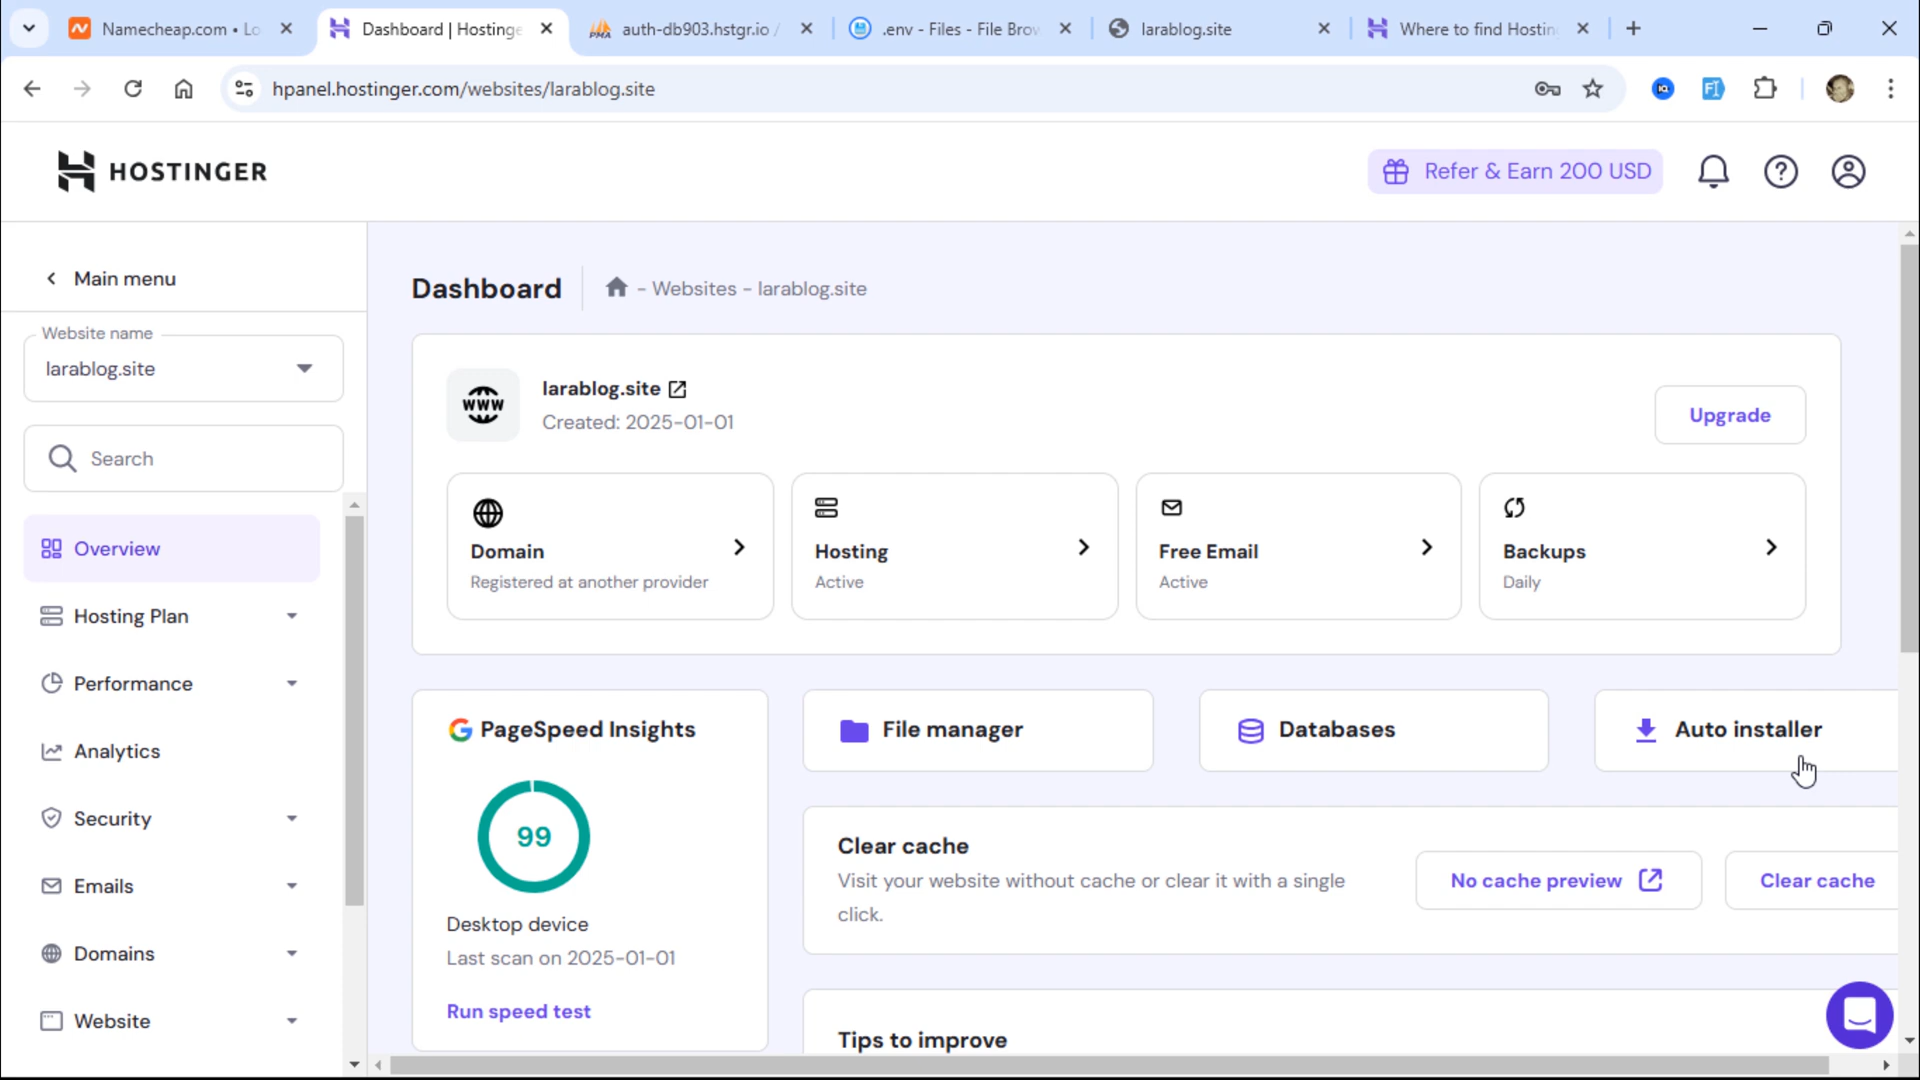 Namecheap.com • Lo
Dashboard | Hostinge
auth-db903.hstgr.io /
.env - Files - File Brow
larablog.site
Where to find Hostin
hpanel.hostinger.com/websites/larablog.site
HOSTINGER
Refer & Earn 200 USD
Main menu
Website name
larablog.site
Search
Overview
Hosting Plan
Performance
Analytics
Security
Emails
Domains
Website
Dashboard
- Websites - larablog.site
www
larablog.site
Created: 2025-01-01
Upgrade
Domain
Registered at another provider
Hosting
Active
Free Email
Active
Backups
Daily
PageSpeed Insights
99
Desktop device
Last scan on 2025-01-01
Run speed test
File manager
Databases
Auto installer
Clear cache
Visit your website without cache or clear it with a single
click.
No cache preview
Clear cache
Tips to improve